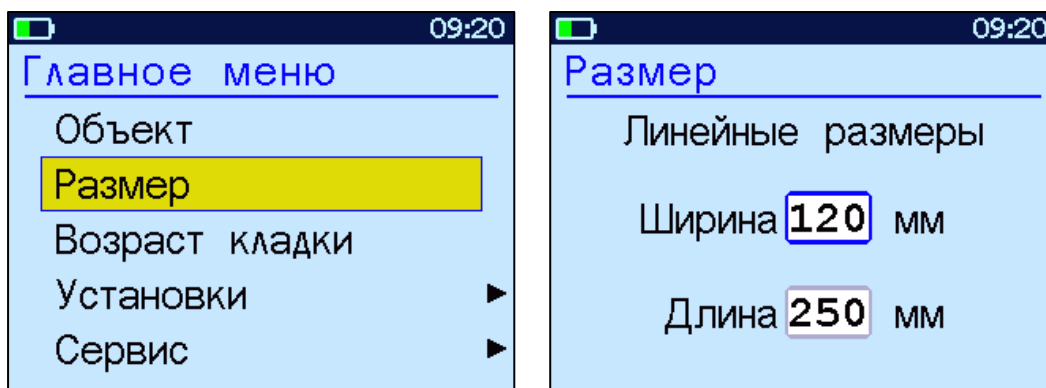 09:20
Главное меню
Объект
Размер
Возраст кладки
Установки
Сервис
09:20
Размер
Линейные размеры
Ширина 120 мм
Длина 250 мм